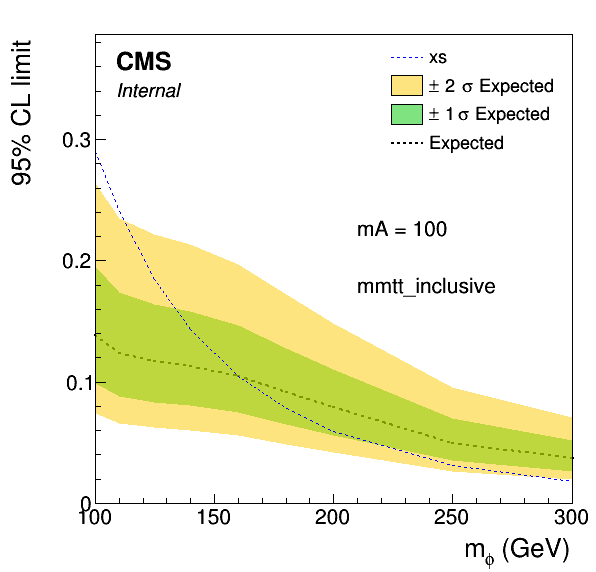 CMS
Internal
xs
± 2 σ Expected
± 1 σ Expected
Expected
mA = 100
mmtt_inclusive
95% CL limit
0.3
0.2
0.1
0
100 150 200 250 300
mϕ (GeV)